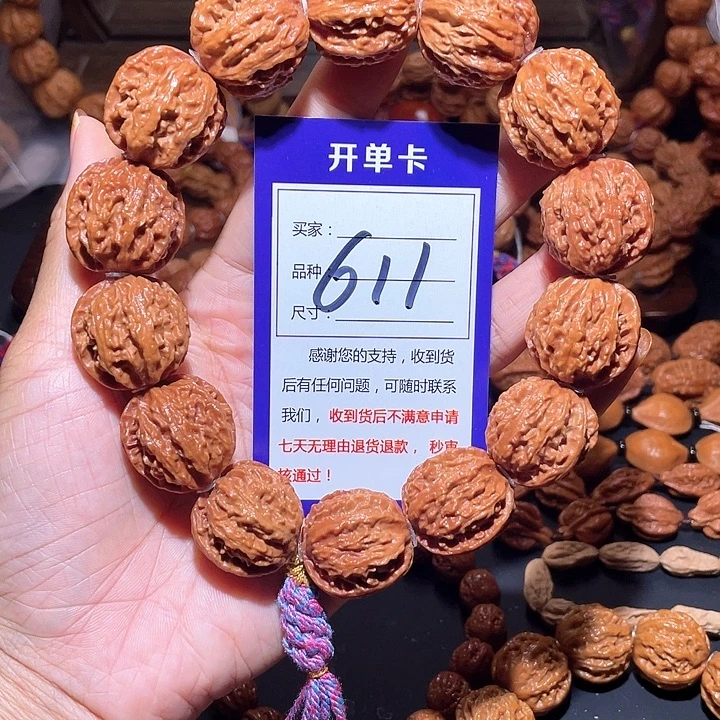 开单卡
买家：
品种：
611
尺寸：
感谢您的支持，收到货
后有任何问题，可随时联系
我们，收到货后不满意申请
七天无理由退货退款，秒审
核通过！